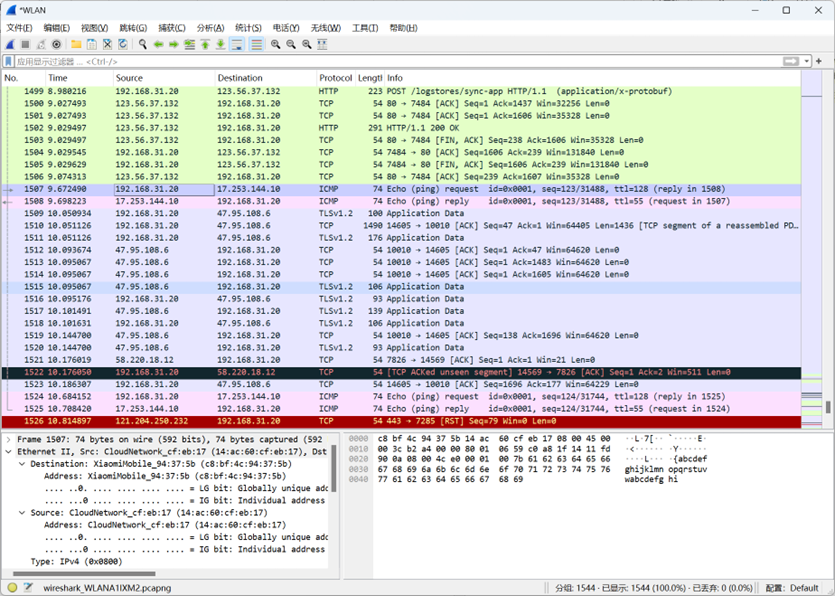 *WLAN
文件(F) 编辑(E) 视图(V) 跳转(G) 捕获(C) 分析(A) 统计(S) 电话(Y) 无线(W) 工具(T) 帮助(H)
应用显示过滤器 … <Ctrl-/>
No. Time Source Destination Protocol Lengtl Info
1499 8.980216 192.168.31.20 123.56.37.132 HTTP 223 POST /logstores/sync-app HTTP/1.1 (application/x-protobuf)
1500 9.027493 123.56.37.132 192.168.31.20 TCP 54 80 → 7484 [ACK] Seq=1 Ack=1437 Win=32256 Len=0
1501 9.027493 123.56.37.132 192.168.31.20 TCP 54 80 → 7484 [ACK] Seq=1 Ack=1606 Win=35328 Len=0
1502 9.029497 123.56.37.132 192.168.31.20 HTTP 291 HTTP/1.1 200 OK
1503 9.029497 123.56.37.132 192.168.31.20 TCP 54 80 → 7484 [FIN, ACK] Seq=238 Ack=1606 Win=35328 Len=0
1504 9.029545 192.168.31.20 123.56.37.132 TCP 54 7484 → 80 [ACK] Seq=1606 Ack=239 Win=131840 Len=0
1505 9.029629 192.168.31.20 123.56.37.132 TCP 54 7484 → 80 [FIN, ACK] Seq=1606 Ack=239 Win=131840 Len=0
1506 9.074313 123.56.37.132 192.168.31.20 TCP 54 80 → 7484 [ACK] Seq=239 Ack=1607 Win=35328 Len=0
1507 9.672490 192.168.31.20 17.253.144.10 ICMP 74 Echo (ping) request id=0x0001, seq=123/31488, ttl=128 (reply in 1508)
1508 9.698223 17.253.144.10 192.168.31.20 ICMP 74 Echo (ping) reply id=0x0001, seq=123/31488, ttl=55 (request in 1507)
1509 10.050934 192.168.31.20 47.95.108.6 TLSv1.2 100 Application Data
1510 10.051126 192.168.31.20 47.95.108.6 TCP 1490 14605 → 10010 [ACK] Seq=47 Ack=1 Win=64405 Len=1436 [TCP segment of a reassembled PD…
1511 10.051126 192.168.31.20 47.95.108.6 TLSv1.2 176 Application Data
1512 10.093674 47.95.108.6 192.168.31.20 TCP 54 10010 → 14605 [ACK] Seq=1 Ack=47 Win=64620 Len=0
1513 10.095067 47.95.108.6 192.168.31.20 TCP 54 10010 → 14605 [ACK] Seq=1 Ack=1483 Win=64620 Len=0
1514 10.095067 47.95.108.6 192.168.31.20 TCP 54 10010 → 14605 [ACK] Seq=1 Ack=1605 Win=64620 Len=0
1515 10.095067 47.95.108.6 192.168.31.20 TLSv1.2 106 Application Data
1516 10.095176 192.168.31.20 47.95.108.6 TLSv1.2 93 Application Data
1517 10.101491 47.95.108.6 192.168.31.20 TLSv1.2 139 Application Data
1518 10.101631 192.168.31.20 47.95.108.6 TLSv1.2 106 Application Data
1519 10.144700 47.95.108.6 192.168.31.20 TCP 54 10010 → 14605 [ACK] Seq=138 Ack=1696 Win=64620 Len=0
1520 10.144700 47.95.108.6 192.168.31.20 TLSv1.2 93 Application Data
1521 10.176019 58.220.18.12 192.168.31.20 TCP 54 7826 → 14569 [ACK] Seq=1 Ack=1 Win=21 Len=0
1522 10.176050 192.168.31.20 58.220.18.12 TCP 54 [TCP ACKed unseen segment] 14569 → 7826 [ACK] Seq=1 Ack=2 Win=511 Len=0
1523 10.186307 192.168.31.20 47.95.108.6 TCP 54 14605 → 10010 [ACK] Seq=1696 Ack=177 Win=64229 Len=0
1524 10.684152 192.168.31.20 17.253.144.10 ICMP 74 Echo (ping) request id=0x0001, seq=124/31744, ttl=128 (reply in 1525)
1525 10.708420 17.253.144.10 192.168.31.20 ICMP 74 Echo (ping) reply id=0x0001, seq=124/31744, ttl=55 (request in 1524)
1526 10.814897 121.204.250.232 192.168.31.20 TCP 54 443 → 7285 [RST] Seq=79 Win=0 Len=0
Frame 1507: 74 bytes on wire (592 bits), 74 bytes captured (592
Ethernet II, Src: CloudNetwork_cf:eb:17 (14:ac:60:cf:eb:17), Dst
Destination: XiaomiMobile_94:37:5b (c8:bf:4c:94:37:5b)
Address: XiaomiMobile_94:37:5b (c8:bf:4c:94:37:5b)
.... ..0. .... .... .... .... = LG bit: Globally unique add
.... ...0 .... .... .... .... = IG bit: Individual address
Source: CloudNetwork_cf:eb:17 (14:ac:60:cf:eb:17)
Address: CloudNetwork_cf:eb:17 (14:ac:60:cf:eb:17)
.... ..0. .... .... .... .... = LG bit: Globally unique add
.... ...0 .... .... .... .... = IG bit: Individual address
Type: IPv4 (0x0800)
0000 c8 bf 4c 94 37 5b 14 ac 60 cf eb 17 08 00 45 00 ··L·7[·· `·····E·
0010 00 3c b2 a4 00 00 80 01 06 59 c0 a8 1f 14 11 fd ·<······ ·Y······
0020 90 0a 08 00 4c e0 00 01 00 7b 61 62 63 64 65 66 ····L··· ·{abcdef
0030 67 68 69 6a 6b 6c 6d 6e 6f 70 71 72 73 74 75 76 ghijklmn opqrstuv
0040 77 61 62 63 64 65 66 67 68 69 wabcdefg hi
wireshark_WLANA1IXM2.pcapng 分组: 1544 · 已显示: 1544 (100.0%) · 已丢弃: 0 (0.0%) 配置: Default